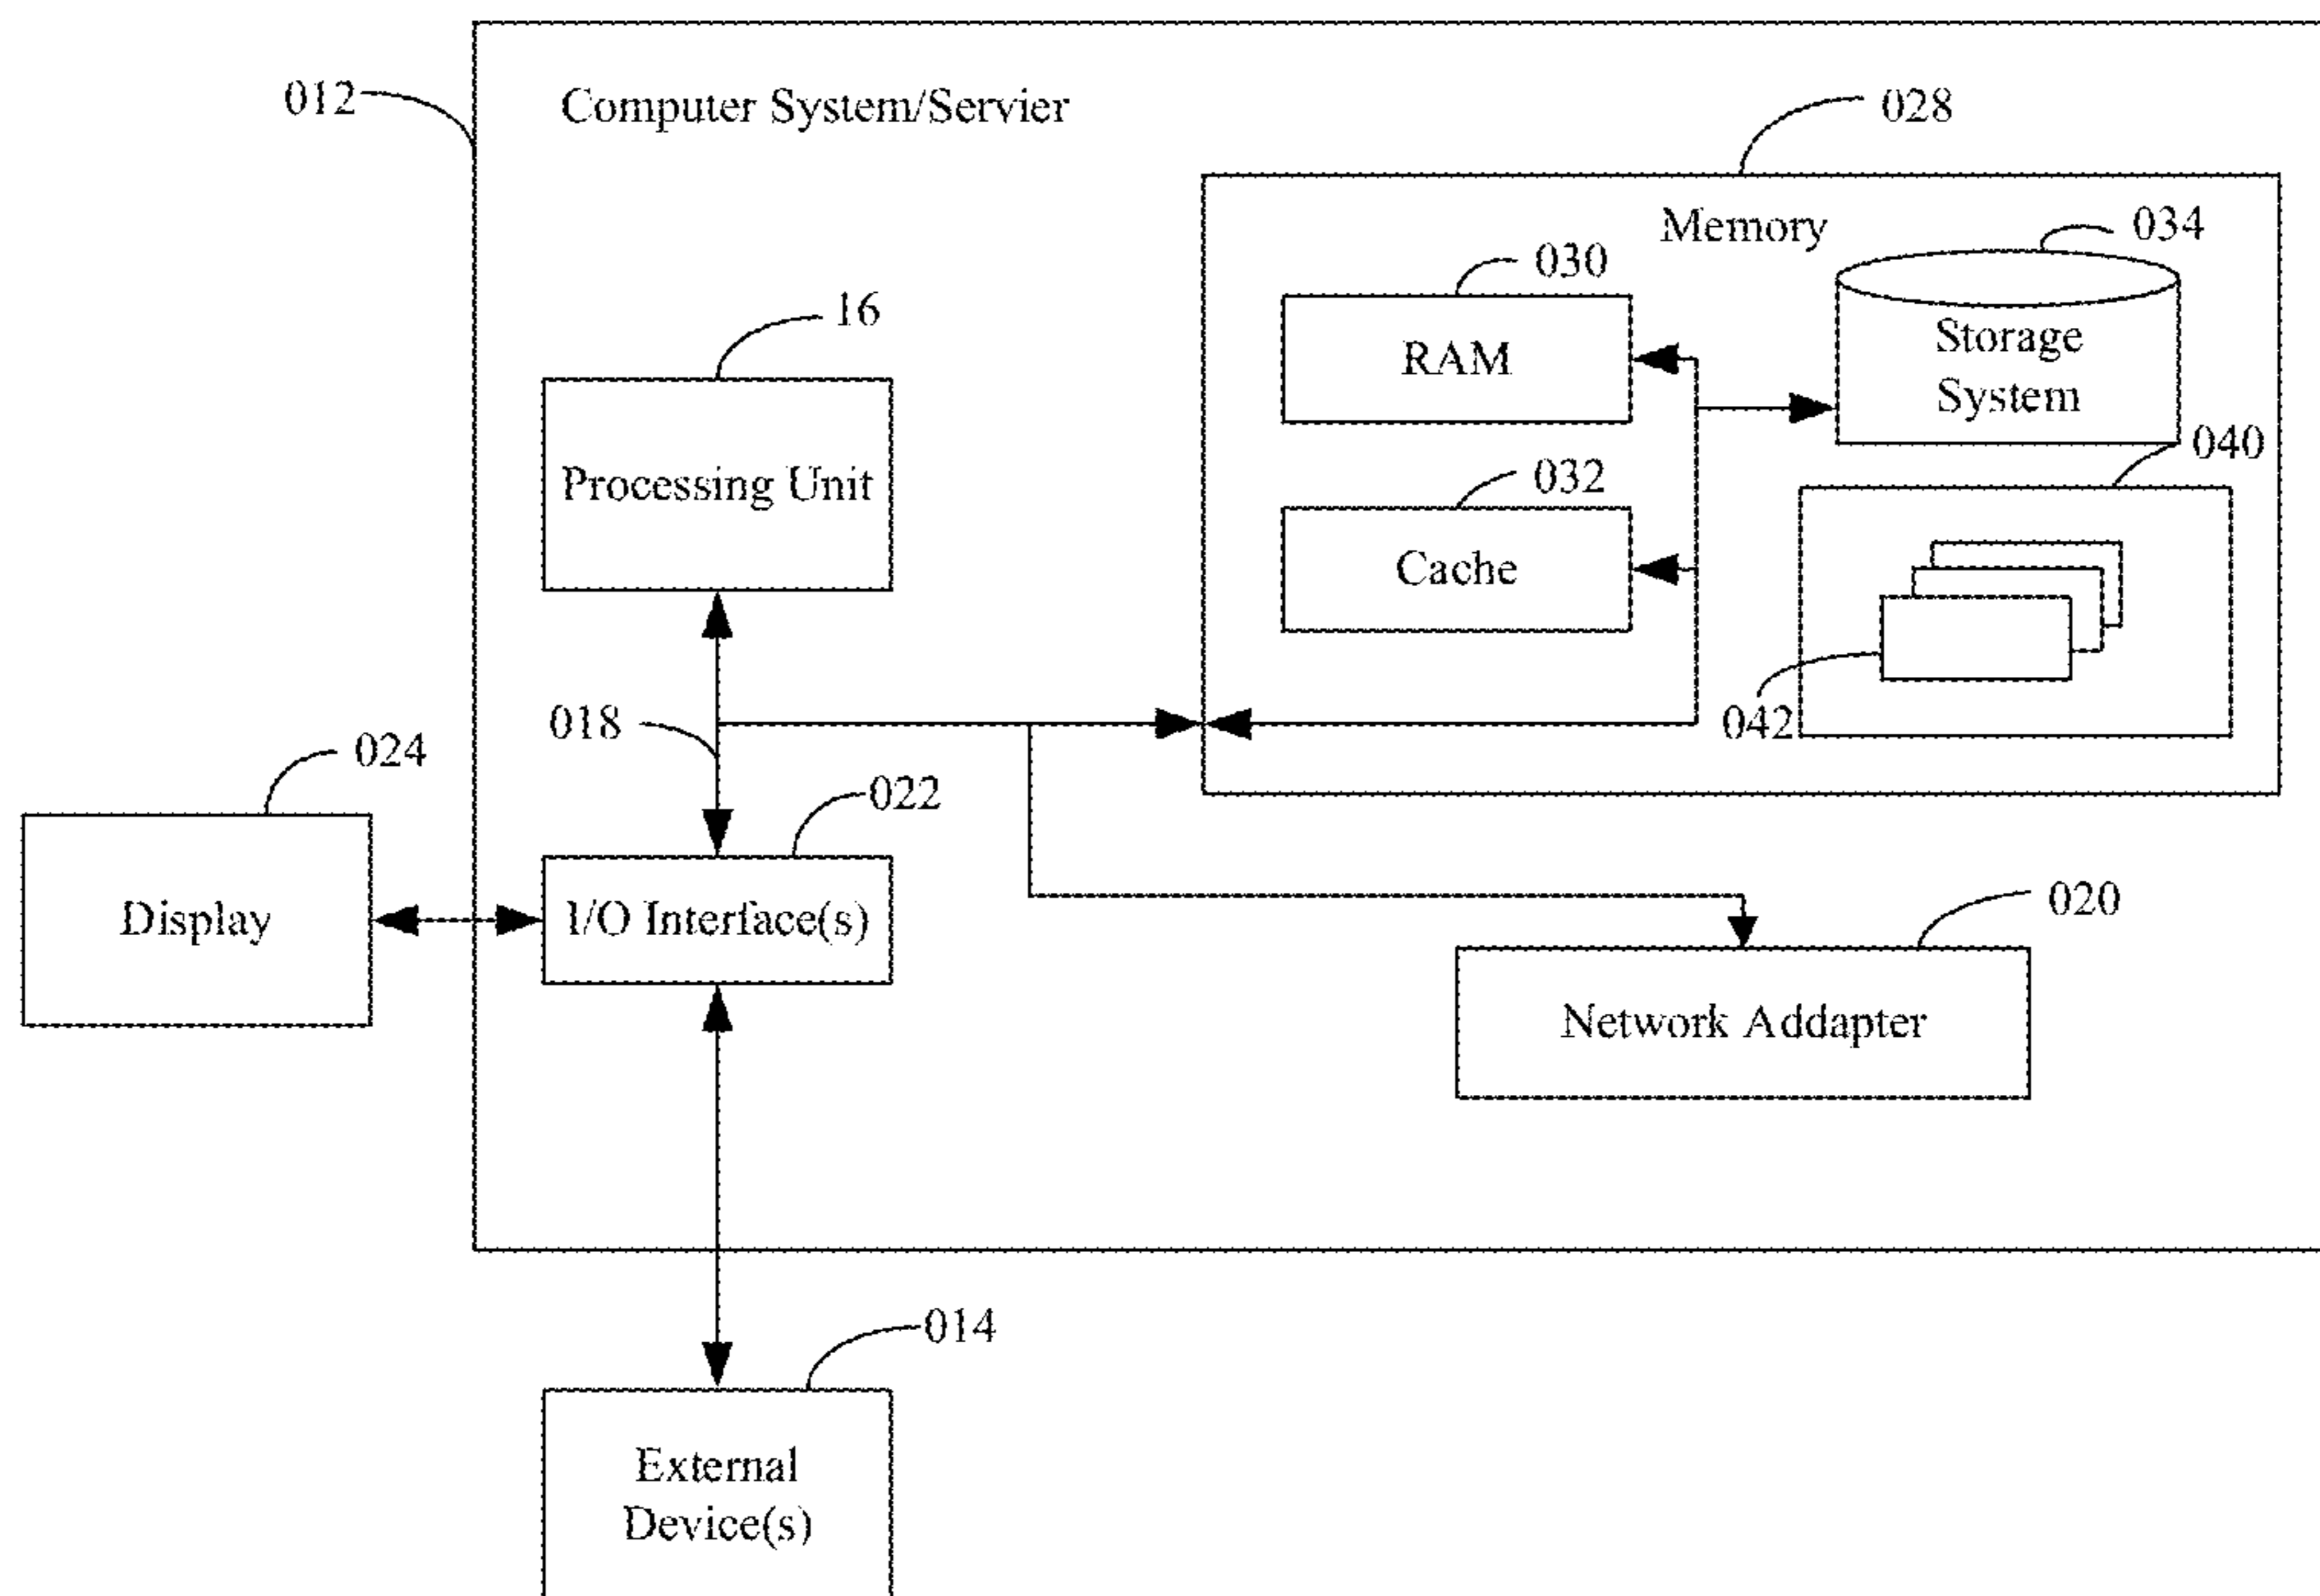 012
Computer System/Servier
028
Memory
034
030
16
RAM
Storage
System
040
Processing Unit
032
Cache
018
042
024
022
Display
I/O Interface(s)
020
Network Addapter
014
External
Device(s)